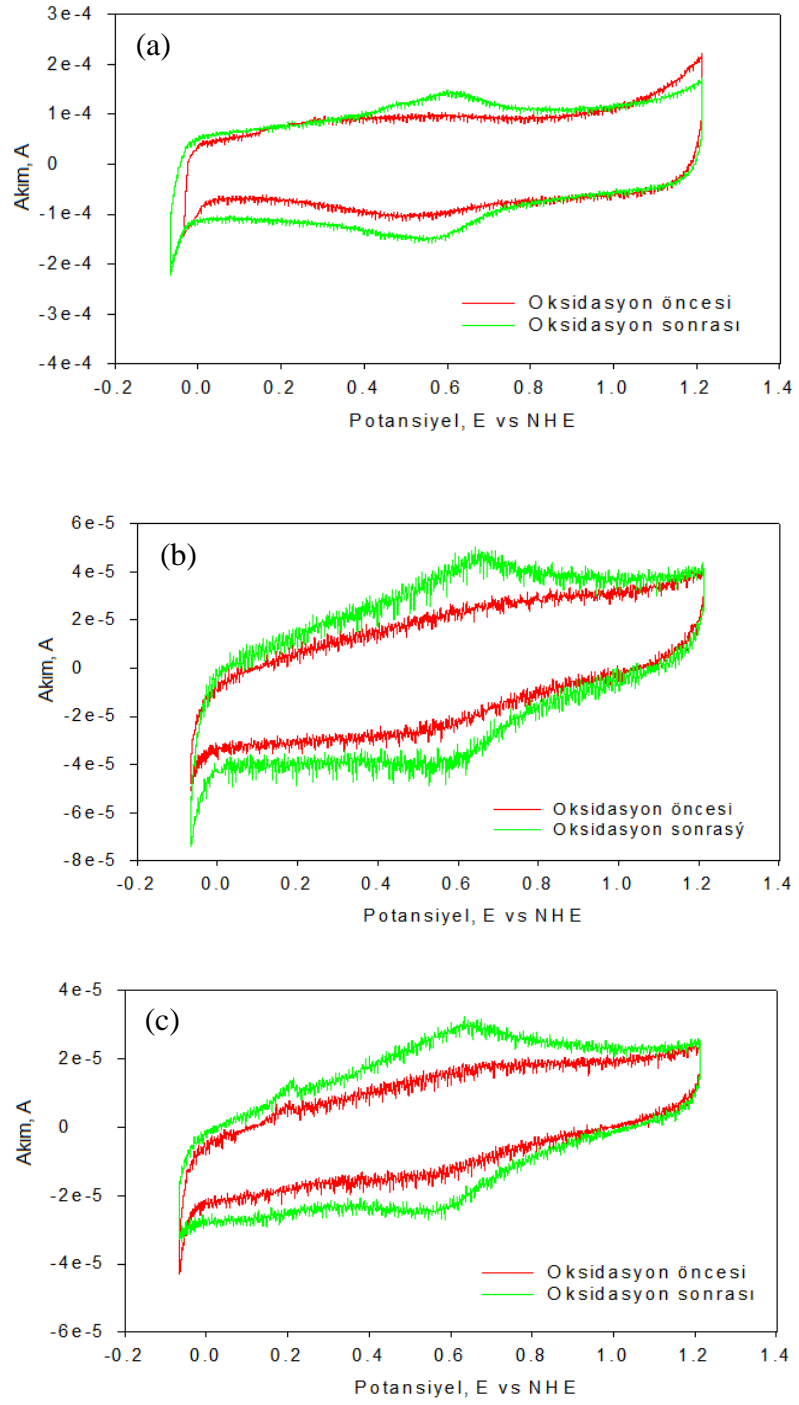 (a)
3e-4
2e-4
1e-4
0
-1e-4
-2e-4
-3e-4
-4e-4
Akım, A
Oksidasyon öncesi
Oksidasyon sonrası
-0.2 0.0 0.2 0.4 0.6 0.8 1.0 1.2 1.4
Potansiyel, E vs NHE
(b)
6e-5
4e-5
2e-5
0
-2e-5
-4e-5
-6e-5
-8e-5
Akım, A
Oksidasyon öncesi
Oksidasyon sonrasý
-0.2 0.0 0.2 0.4 0.6 0.8 1.0 1.2 1.4
Potansiyel, E vs NHE
(c)
4e-5
2e-5
0
-2e-5
-4e-5
-6e-5
Akım, A
Oksidasyon öncesi
Oksidasyon sonrası
-0.2 0.0 0.2 0.4 0.6 0.8 1.0 1.2 1.4
Potansiyel, E vs NHE